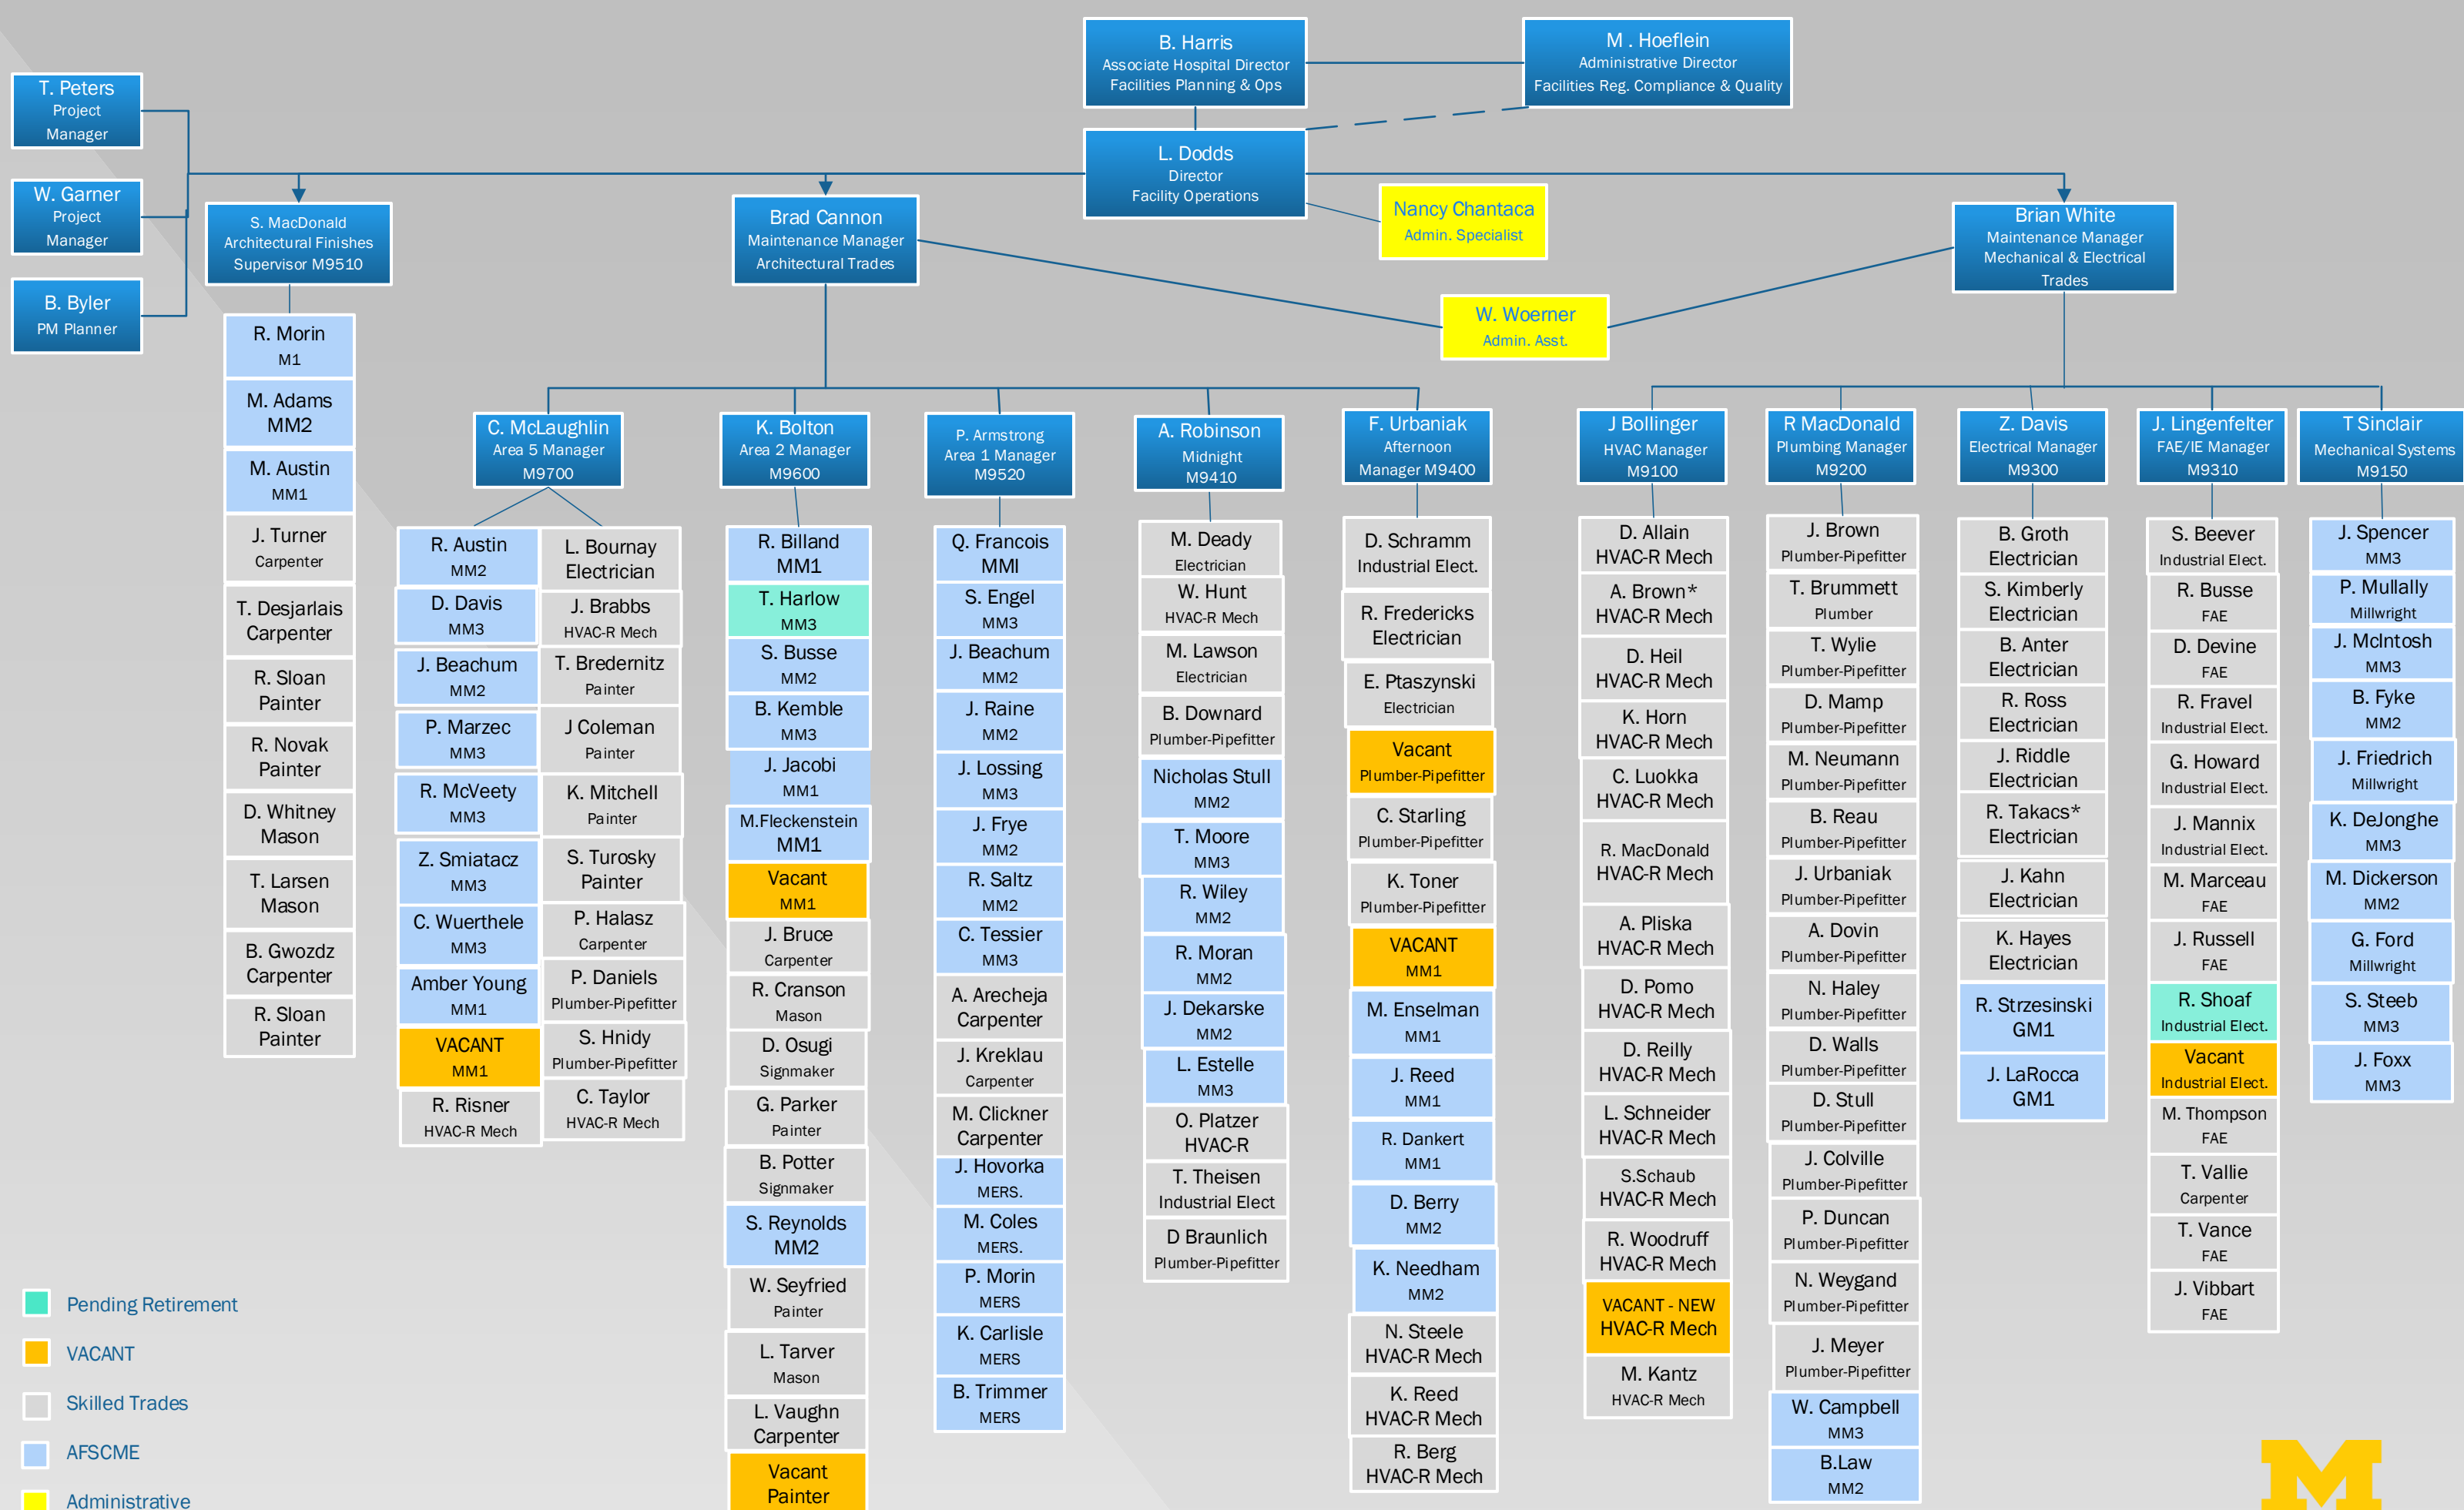 B. Harris
Associate Hospital Director
Facilities Planning & Ops
M . Hoeflein
Administrative Director
Facilities Reg. Compliance & Quality
T. Peters
Project
Manager
L. Dodds
Director
Facility Operations
W. Garner
Project
Manager
Nancy Chantaca
Admin. Specialist
S. MacDonald
Architectural Finishes
Supervisor M9510
Brad Cannon
Maintenance Manager
Architectural Trades
Brian White
Maintenance Manager
Mechanical & Electrical
Trades
B. Byler
PM Planner
W. Woerner
Admin. Asst.
R. Morin
M1
M. Adams
MM2
M. Austin
MM1
J. Turner
Carpenter
T. Desjarlais
Carpenter
R. Sloan
Painter
R. Novak
Painter
D. Whitney
Mason
T. Larsen
Mason
B. Gwozdz
Carpenter
R. Sloan
Painter
C. McLaughlin
Area 5 Manager
M9700
R. Austin
MM2
D. Davis
MM3
J. Beachum
MM2
P. Marzec
MM3
R. McVeety
MM3
Z. Smiatacz
MM3
C. Wuerthele
MM3
Amber Young
MM1
VACANT
MM1
R. Risner
HVAC-R Mech
L. Bournay
Electrician
J. Brabbs
HVAC-R Mech
T. Bredernitz
Painter
J Coleman
Painter
K. Mitchell
Painter
S. Turosky
Painter
P. Halasz
Carpenter
P. Daniels
Plumber-Pipefitter
S. Hnidy
Plumber-Pipefitter
C. Taylor
HVAC-R Mech
K. Bolton
Area 2 Manager
M9600
R. Billand
MM1
T. Harlow
MM3
S. Busse
MM2
B. Kemble
MM3
J. Jacobi
MM1
M.Fleckenstein
MM1
Vacant
MM1
J. Bruce
Carpenter
R. Cranson
Mason
D. Osugi
Signmaker
G. Parker
Painter
B. Potter
Signmaker
S. Reynolds
MM2
W. Seyfried
Painter
L. Tarver
Mason
L. Vaughn
Carpenter
Vacant
Painter
P. Armstrong
Area 1 Manager
M9520
Q. Francois
MMI
S. Engel
MM3
J. Beachum
MM2
J. Raine
MM2
J. Lossing
MM3
J. Frye
MM2
R. Saltz
MM2
C. Tessier
MM3
A. Arecheja
Carpenter
J. Kreklau
Carpenter
M. Clickner
Carpenter
J. Hovorka
MERS.
M. Coles
MERS.
P. Morin
MERS
K. Carlisle
MERS
B. Trimmer
MERS
A. Robinson
Midnight
M9410
M. Deady
Electrician
W. Hunt
HVAC-R Mech
M. Lawson
Electrician
B. Downard
Plumber-Pipefitter
Nicholas Stull
MM2
T. Moore
MM3
R. Wiley
MM2
R. Moran
MM2
J. Dekarske
MM2
L. Estelle
MM3
O. Platzer
HVAC-R
T. Theisen
Industrial Elect
D Braunlich
Plumber-Pipefitter
F. Urbaniak
Afternoon
Manager M9400
D. Schramm
Industrial Elect.
R. Fredericks
Electrician
E. Ptaszynski
Electrician
Vacant
Plumber-Pipefitter
C. Starling
Plumber-Pipefitter
K. Toner
Plumber-Pipefitter
VACANT
MM1
M. Enselman
MM1
J. Reed
MM1
R. Dankert
MM1
D. Berry
MM2
K. Needham
MM2
N. Steele
HVAC-R Mech
K. Reed
HVAC-R Mech
R. Berg
HVAC-R Mech
J Bollinger
HVAC Manager
M9100
D. Allain
HVAC-R Mech
A. Brown*
HVAC-R Mech
D. Heil
HVAC-R Mech
K. Horn
HVAC-R Mech
C. Luokka
HVAC-R Mech
R. MacDonald
HVAC-R Mech
A. Pliska
HVAC-R Mech
D. Pomo
HVAC-R Mech
D. Reilly
HVAC-R Mech
L. Schneider
HVAC-R Mech
S.Schaub
HVAC-R Mech
R. Woodruff
HVAC-R Mech
VACANT - NEW
HVAC-R Mech
M. Kantz
HVAC-R Mech
R MacDonald
Plumbing Manager
M9200
J. Brown
Plumber-Pipefitter
T. Brummett
Plumber
T. Wylie
Plumber-Pipefitter
D. Mamp
Plumber-Pipefitter
M. Neumann
Plumber-Pipefitter
B. Reau
Plumber-Pipefitter
J. Urbaniak
Plumber-Pipefitter
A. Dovin
Plumber-Pipefitter
N. Haley
Plumber-Pipefitter
D. Walls
Plumber-Pipefitter
D. Stull
Plumber-Pipefitter
J. Colville
Plumber-Pipefitter
P. Duncan
Plumber-Pipefitter
N. Weygand
Plumber-Pipefitter
J. Meyer
Plumber-Pipefitter
W. Campbell
MM3
B.Law
MM2
Z. Davis
Electrical Manager
M9300
B. Groth
Electrician
S. Kimberly
Electrician
B. Anter
Electrician
R. Ross
Electrician
J. Riddle
Electrician
R. Takacs*
Electrician
J. Kahn
Electrician
K. Hayes
Electrician
R. Strzesinski
GM1
J. LaRocca
GM1
J. Lingenfelter
FAE/IE Manager
M9310
S. Beever
Industrial Elect.
R. Busse
FAE
D. Devine
FAE
R. Fravel
Industrial Elect.
G. Howard
Industrial Elect.
J. Mannix
Industrial Elect.
M. Marceau
FAE
J. Russell
FAE
R. Shoaf
Industrial Elect.
Vacant
Industrial Elect.
M. Thompson
FAE
T. Vallie
Carpenter
T. Vance
FAE
J. Vibbart
FAE
T Sinclair
Mechanical Systems
M9150
J. Spencer
MM3
P. Mullally
Millwright
J. McIntosh
MM3
B. Fyke
MM2
J. Friedrich
Millwright
K. DeJonghe
MM3
M. Dickerson
MM2
G. Ford
Millwright
S. Steeb
MM3
J. Foxx
MM3
Pending Retirement
VACANT
Skilled Trades
AFSCME
Administrative
M